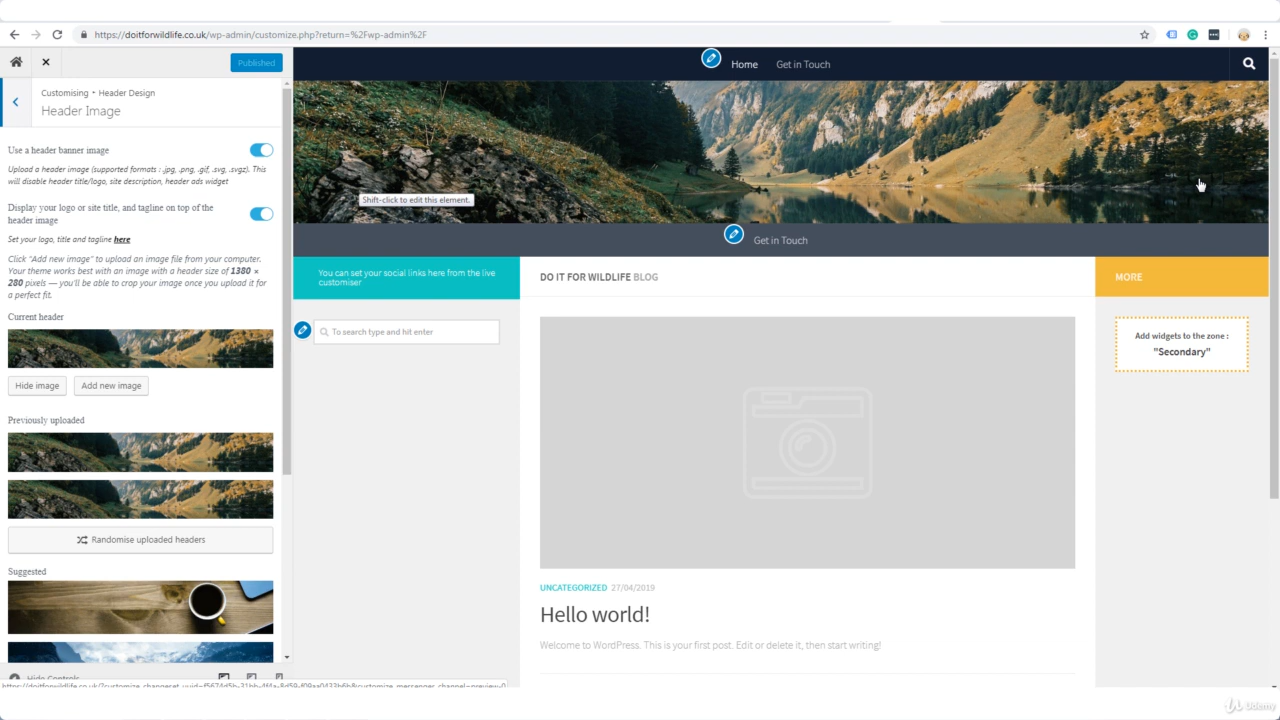 https://doitforwildlife.co.uk/wp-admin/customize.php?return=%2Fwp-admin%2F
Published
Customising ‣ Header Design
Header Image
Use a header banner image
Upload a header image (supported formats : .jpg, .png, .gif, .svg, .svgz). This
will disable header title/logo, site description, header ads widget
Display your logo or site title, and tagline on top of the
header image
Set your logo, title and tagline here
Click "Add new image" to upload an image file from your computer.
Your theme works best with an image with a header size of 1380 ×
280 pixels — you'll be able to crop your image once you upload it for
a perfect fit.
Current header
Hide image
Add new image
Previously uploaded
Randomise uploaded headers
Suggested
Hide Controls
Home
Get in Touch
Shift-click to edit this element.
Get in Touch
You can set your social links here from the live
customiser
To search type and hit enter
DO IT FOR WILDLIFE BLOG
UNCATEGORIZED 27/04/2019
Hello world!
Welcome to WordPress. This is your first post. Edit or delete it, then start writing!
MORE
Add widgets to the zone :
"Secondary"
Udemy